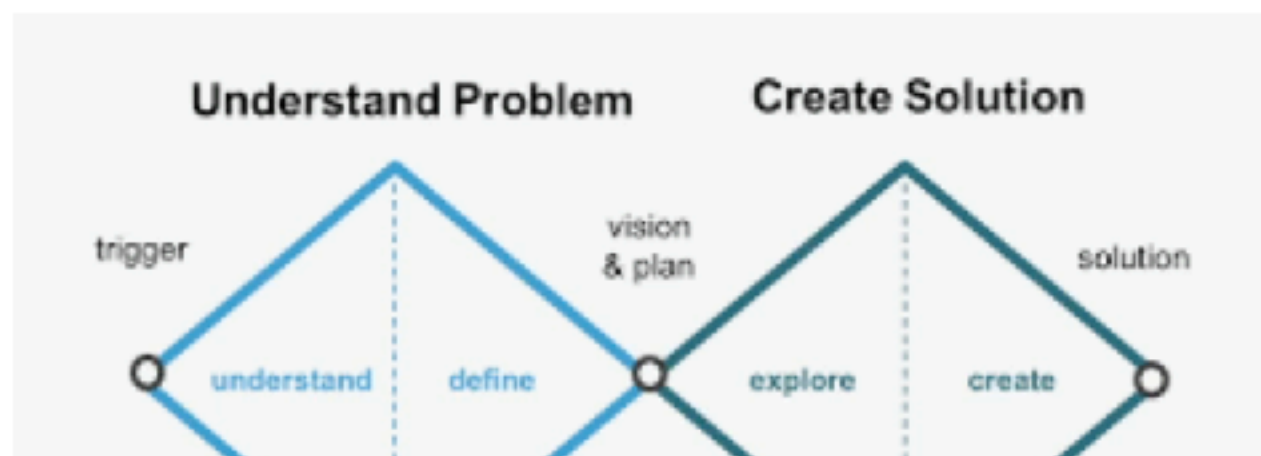 Understand Problem
Create Solution
trigger
vision
& plan
solution
understand
define
explore
create